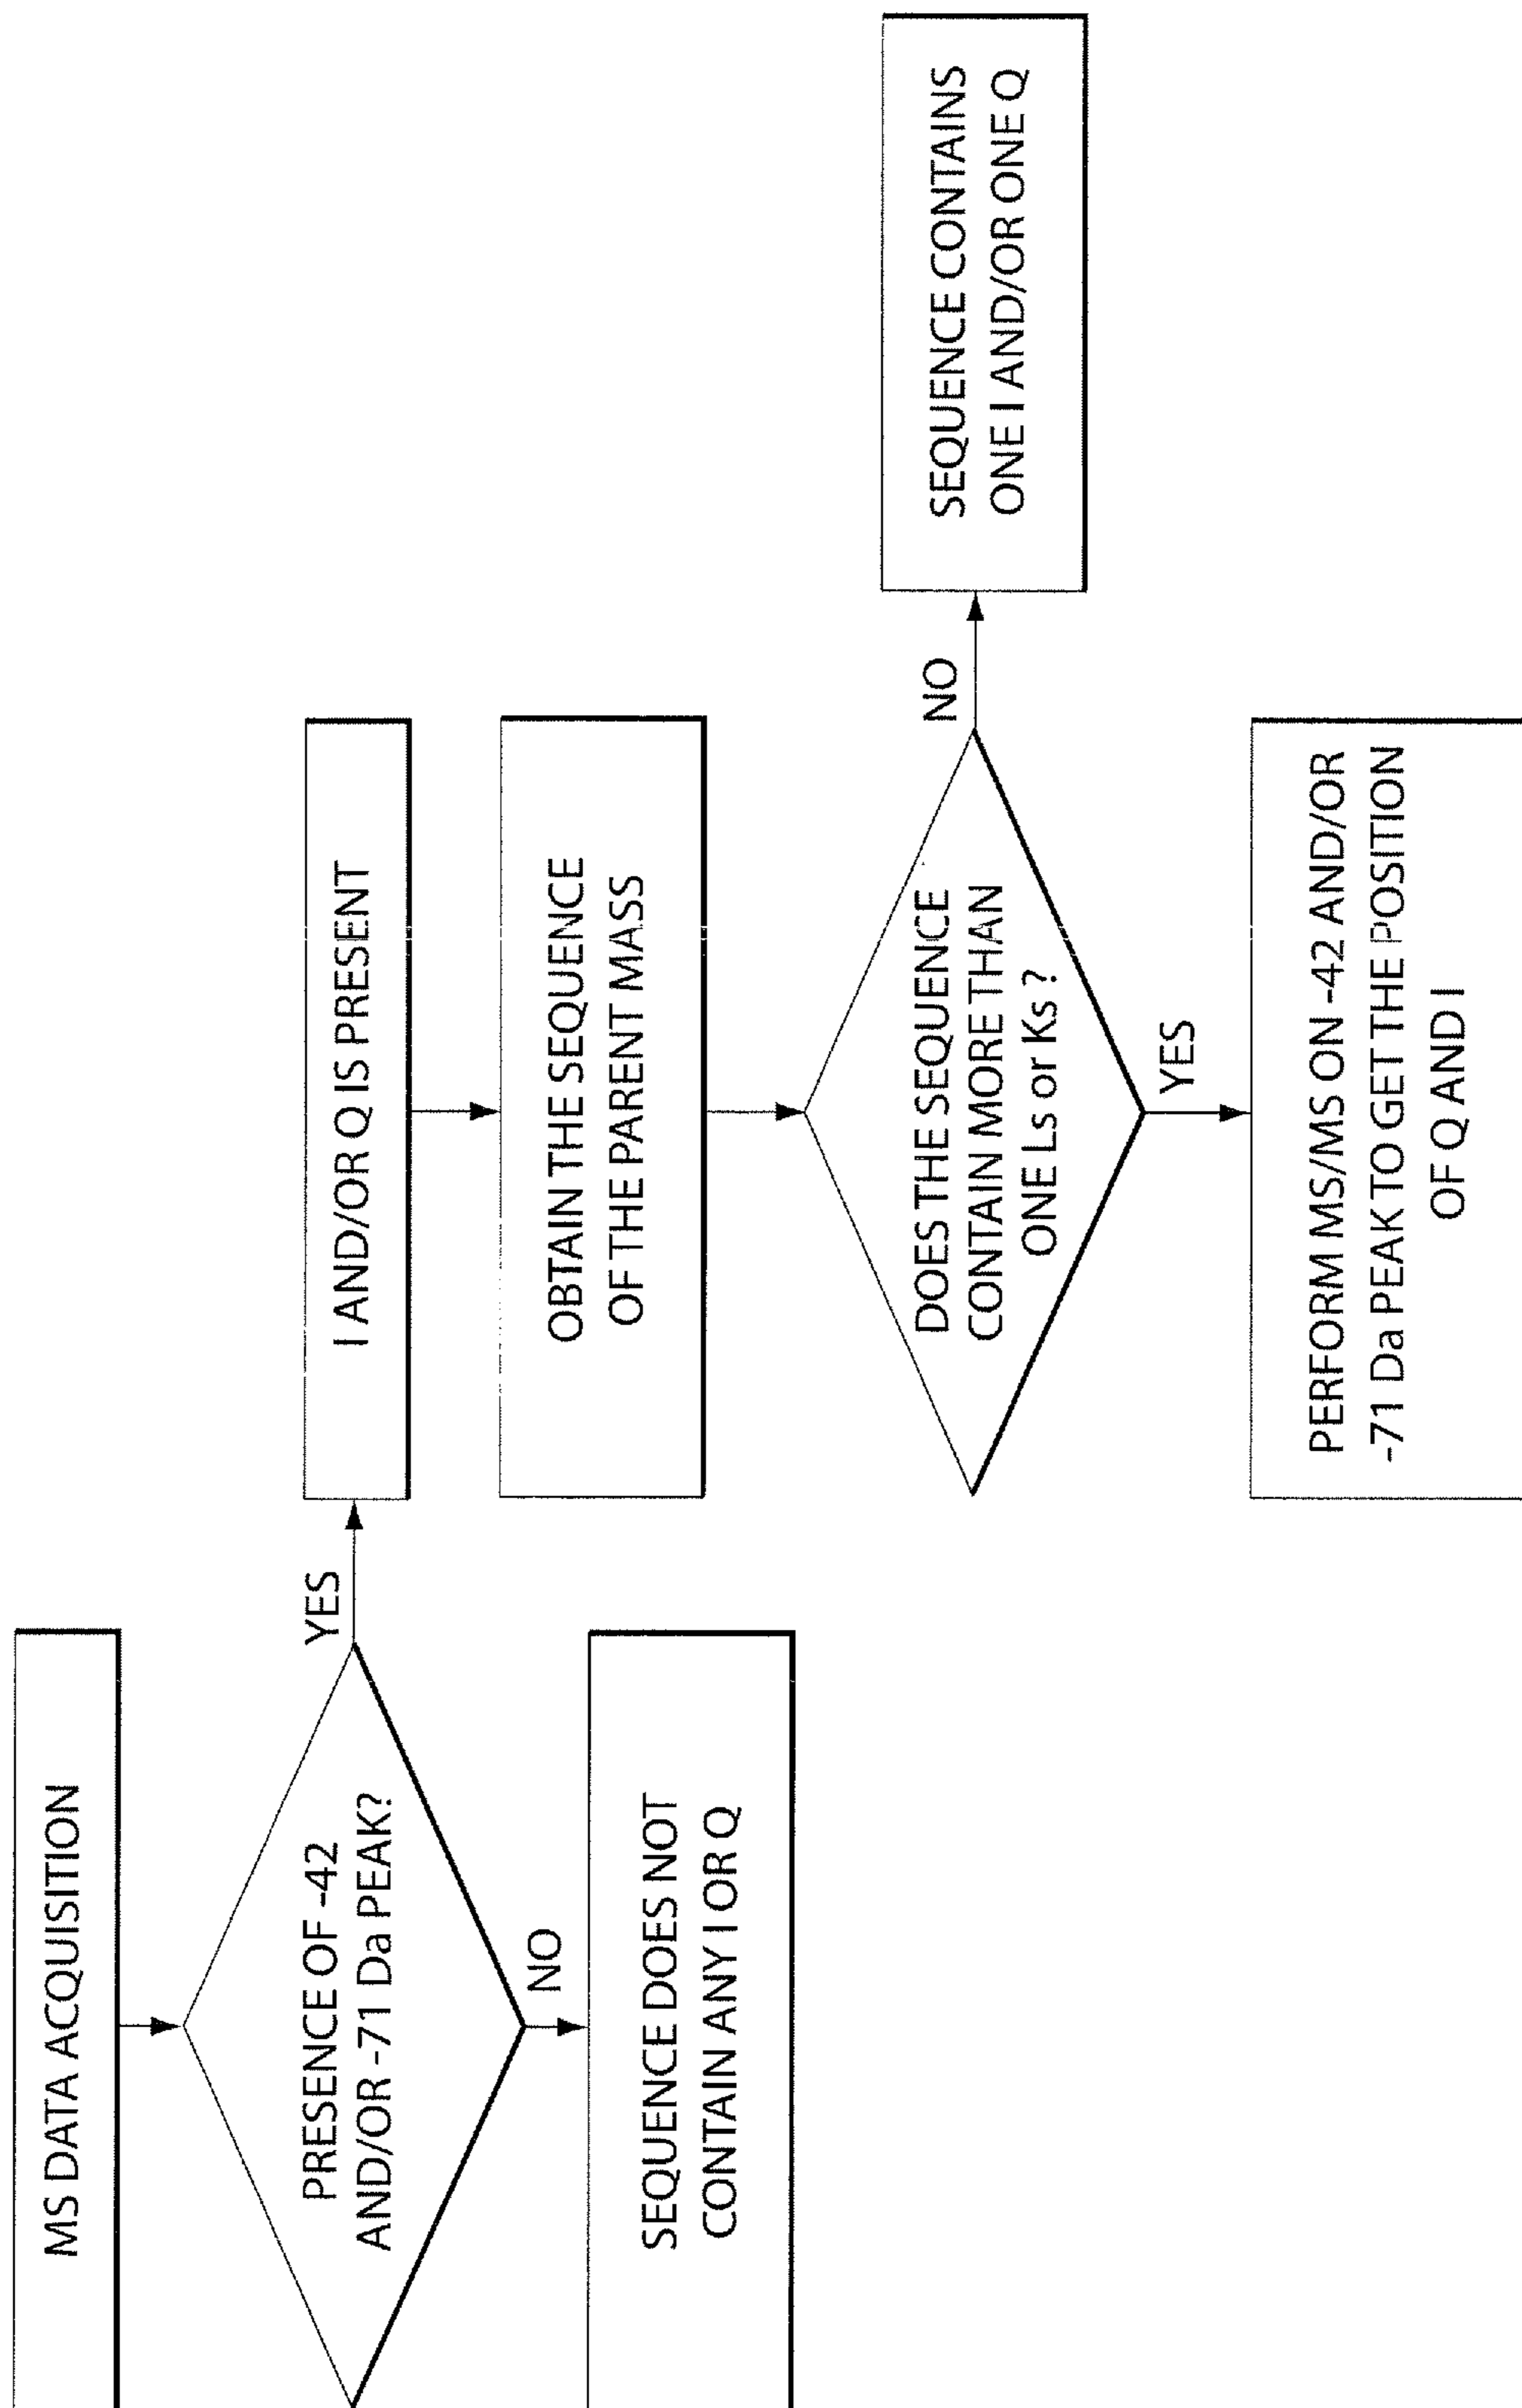 MS DATA ACQUISITION
PRESENCE OF -42
AND/OR -71 Da PEAK?
YES
NO
SEQUENCE DOES NOT
CONTAIN ANY I OR Q
I AND/OR Q IS PRESENT
OBTAIN THE SEQUENCE
OF THE PARENT MASS
DOES THE SEQUENCE
CONTAIN MORE THAN
ONE Ls or Ks ?
NO
YES
SEQUENCE CONTAINS
ONE I AND/OR ONE Q
PERFORM MS/MS ON -42 AND/OR
-71 Da PEAK TO GET THE POSITION
OF Q AND I